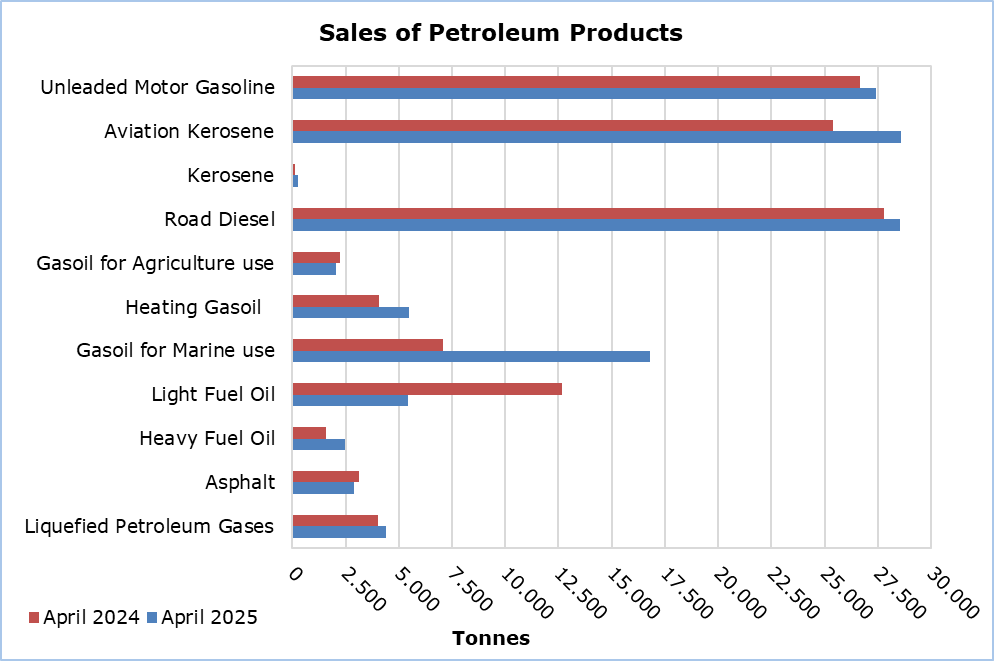 Sales of Petroleum Products
Unleaded Motor Gasoline
Aviation Kerosene
Kerosene
Road Diesel
Gasoil for Agriculture use
Heating Gasoil
Gasoil for Marine use
Light Fuel Oil
Heavy Fuel Oil
Asphalt
Liquefied Petroleum Gases
0 2.500 5.000 7.500 10.000 12.500 15.000 17.500 20.000 22.500 25.000 27.500 30.000
April 2024 April 2025
Tonnes